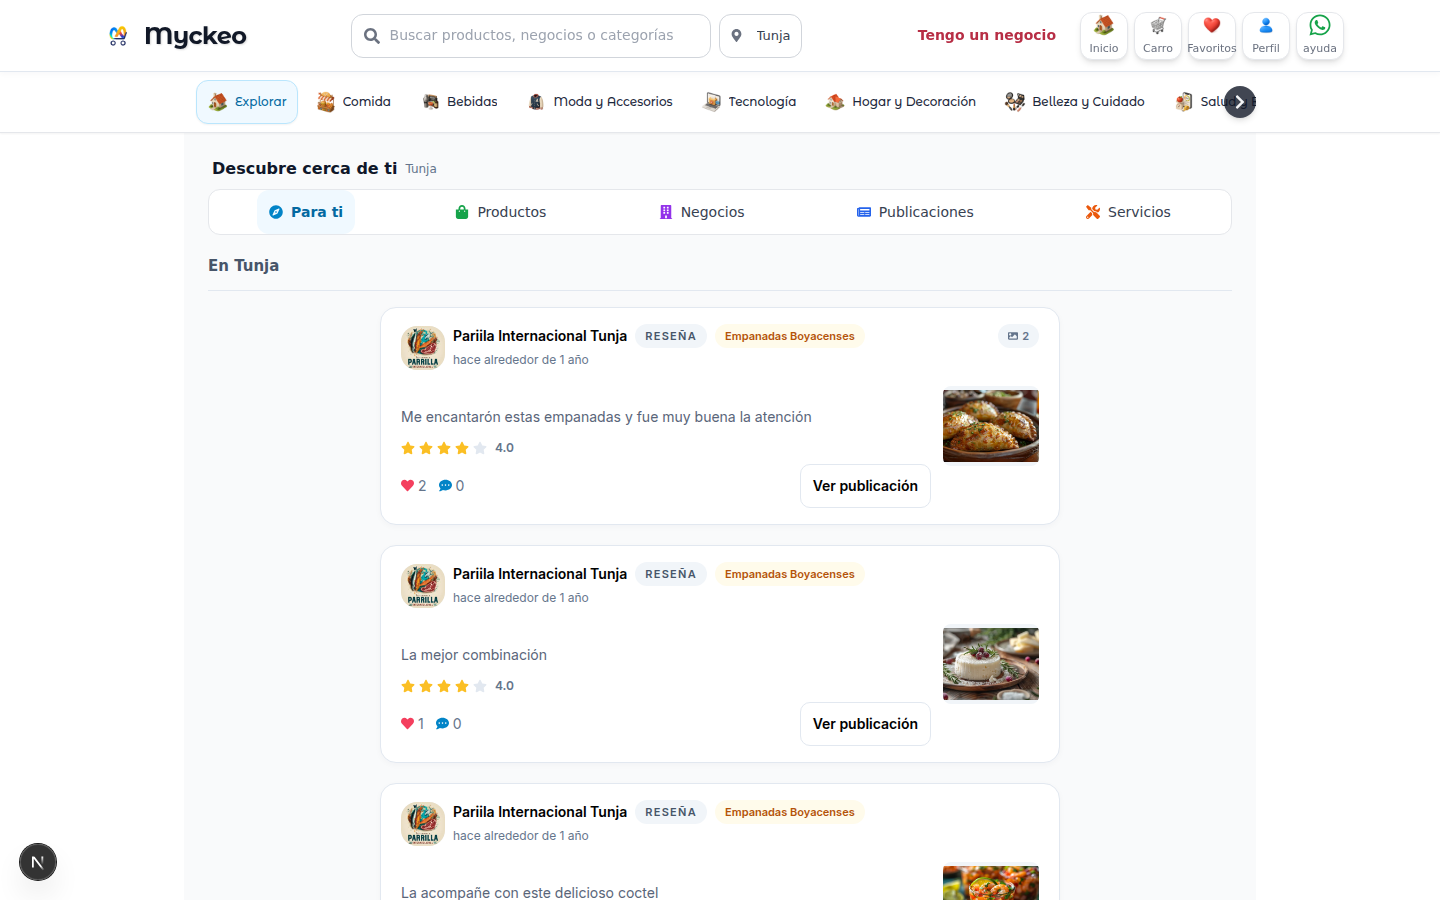 Myckeo
Buscar productos, negocios o categorías
Tunja
Tengo un negocio
Inicio
Carro
Favoritos
Perfil
ayuda
Explorar
Comida
Bebidas
Moda y Accesorios
Tecnología
Hogar y Decoración
Belleza y Cuidado
Descubre cerca de ti Tunja
Para ti
Productos
Negocios
Publicaciones
Servicios
En Tunja
PARRILLA
Pariila Internacional Tunja RESEÑA Empanadas Boyacenses 2
hace alrededor de 1 año
Me encantarón estas empanadas y fue muy buena la atención
4.0
2 0
Ver publicación
PARRILLA
Pariila Internacional Tunja RESEÑA Empanadas Boyacenses
hace alrededor de 1 año
La mejor combinación
4.0
1 0
Ver publicación
PARRILLA
Pariila Internacional Tunja RESEÑA Empanadas Boyacenses
hace alrededor de 1 año
La acompañe con este delicioso coctel
N